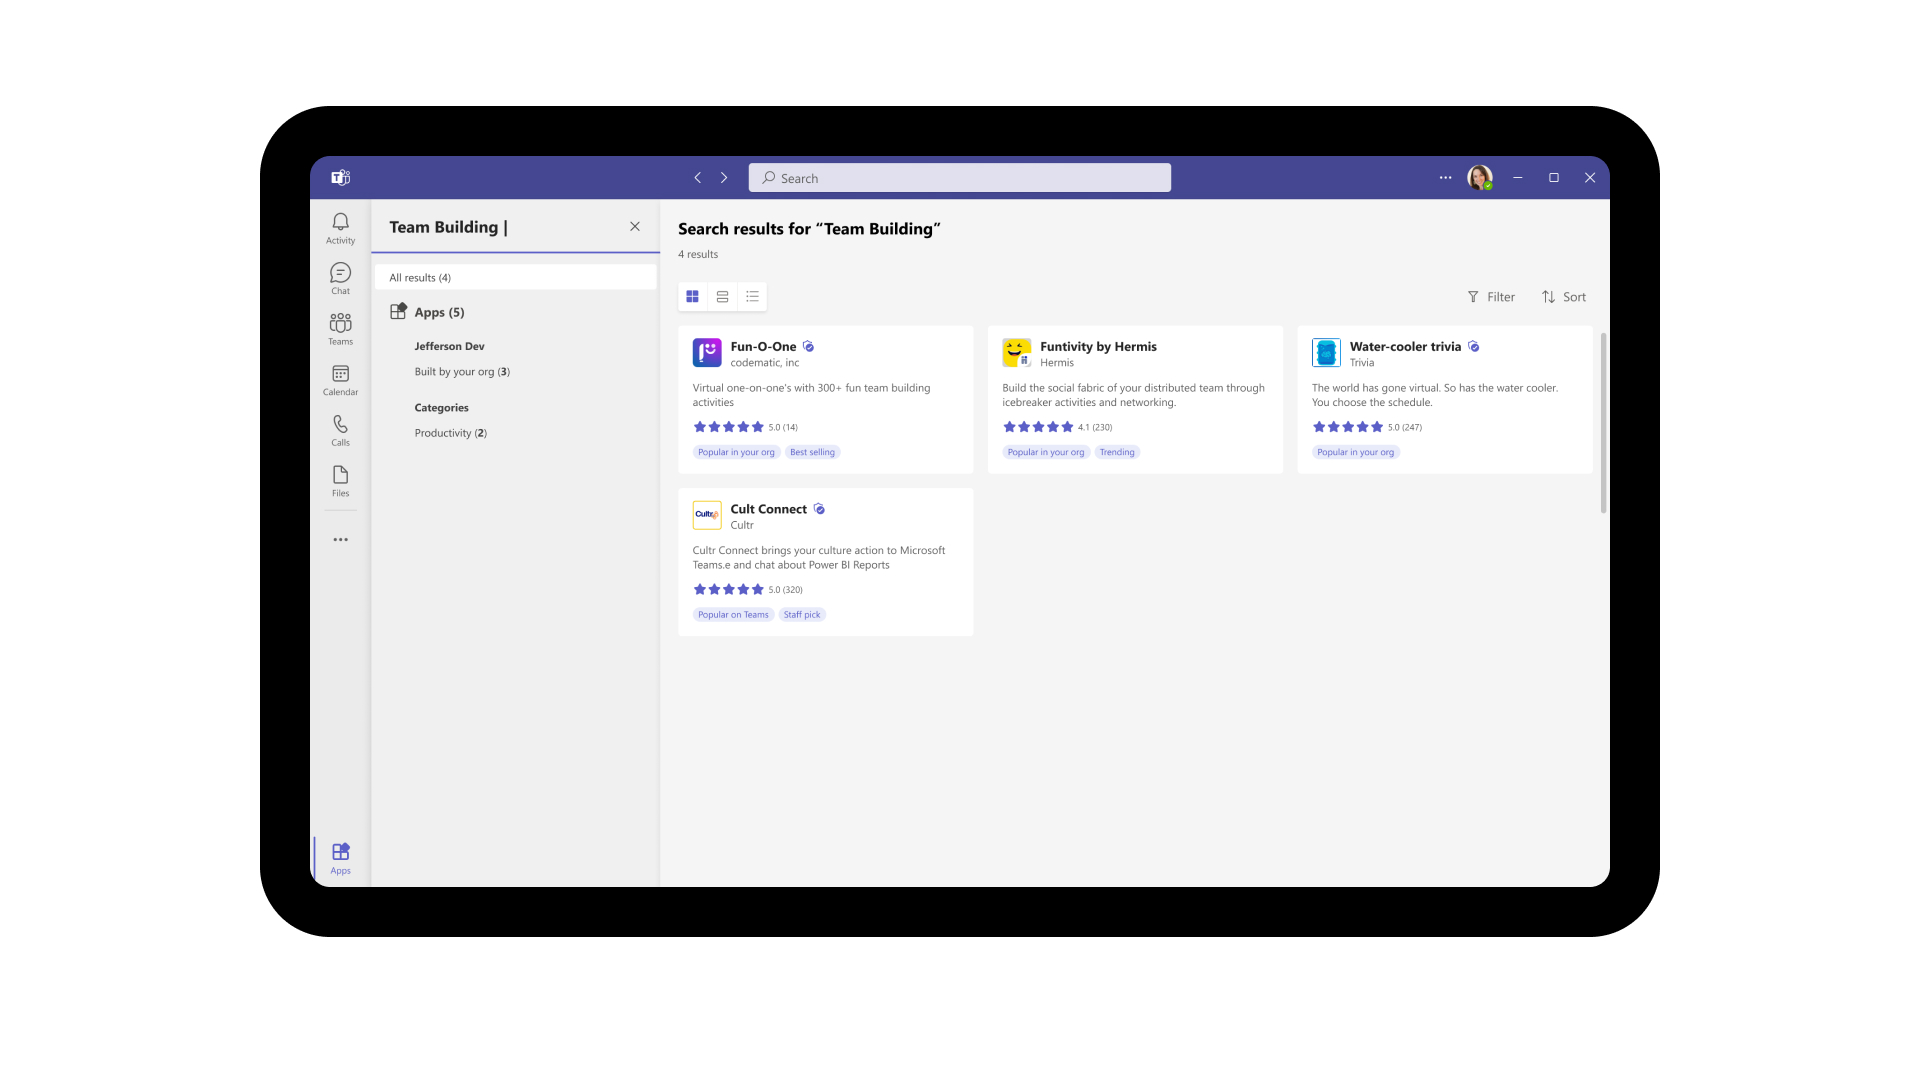 Search
Activity
Chat
Teams
Calendar
Calls
Files
Apps
Team Building |
All results (4)
Apps (5)
Jefferson Dev
Built by your org (3)
Categories
Productivity (2)
Search results for “Team Building”
4 results
Filter
Sort
Fun-O-One
codematic, inc
Virtual one-on-one's with 300+ fun team building
activities
5.0 (14)
Popular in your org
Best selling
Funtivity by Hermis
Hermis
Build the social fabric of your distributed team through
icebreaker activities and networking.
4.1 (230)
Popular in your org
Trending
Water-cooler trivia
Trivia
The world has gone virtual. So has the water cooler.
You choose the schedule.
5.0 (247)
Popular in your org
Cultr
Cult Connect
Cultr
Cultr Connect brings your culture action to Microsoft
Teams.e and chat about Power BI Reports
5.0 (320)
Popular on Teams
Staff pick